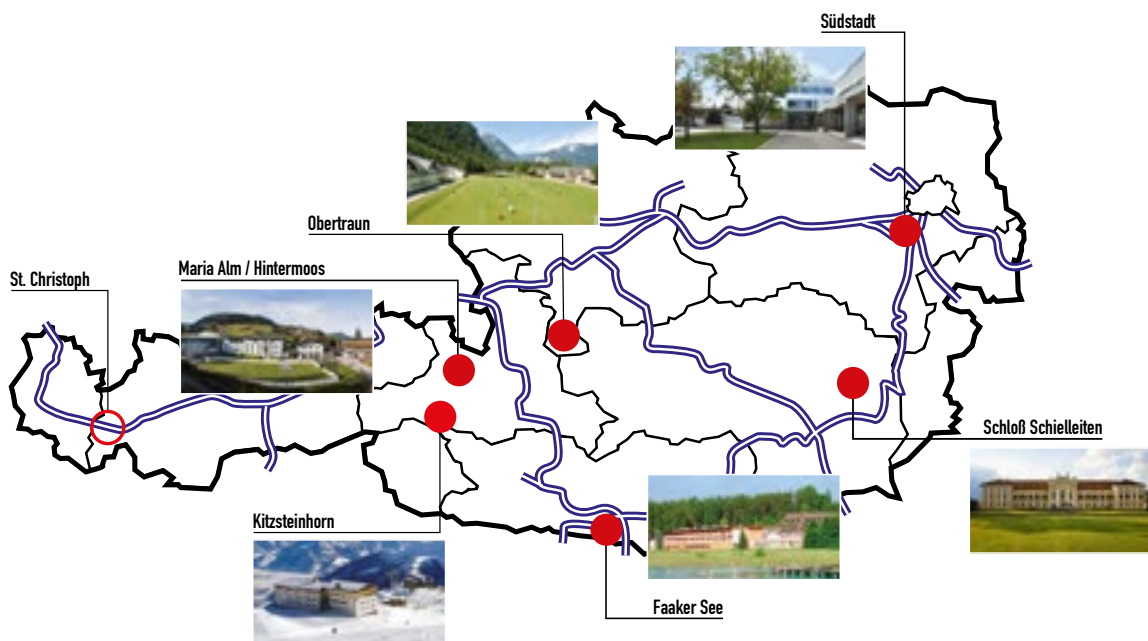 Südstadt
Obertraun
Maria Alm / Hintermoos
St. Christoph
Schloß Schielleiten
Kitzsteinhorn
Faaker See